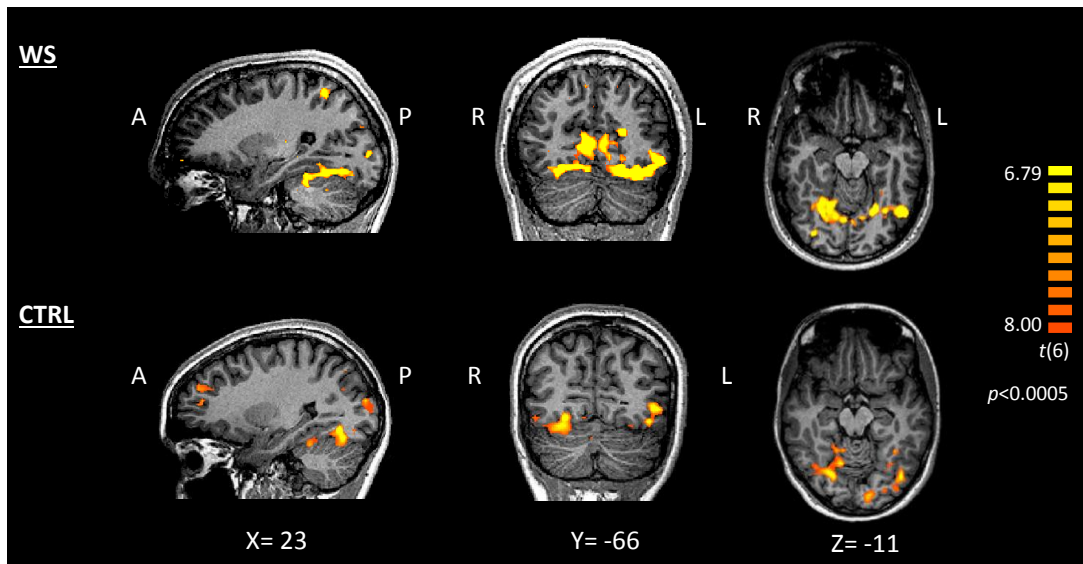 WS
A
P
R
L
R
L
6.79
CTRL
A
P
R
L
8.00
t(6)
p<0.0005
X= 23
Y= -66
Z= -11